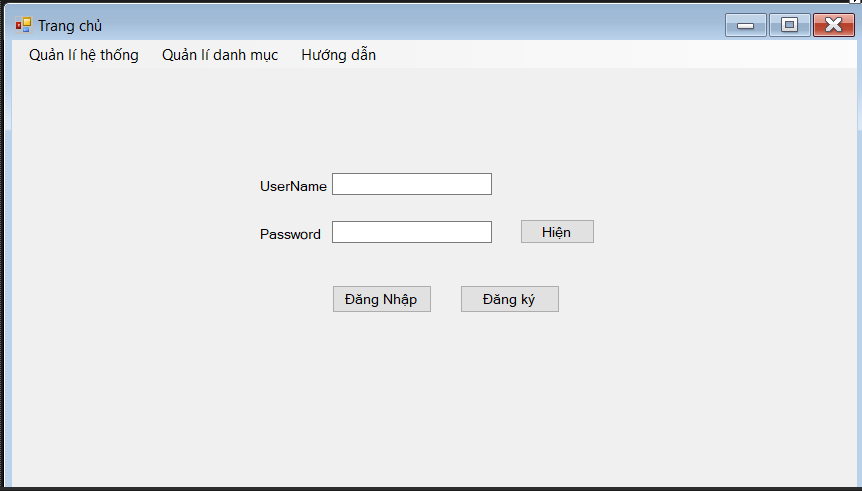 Trang chủ
Quản lí hệ thống Quản lí danh mục Hướng dẫn
UserName
Password Hiện
Đăng Nhập Đăng ký